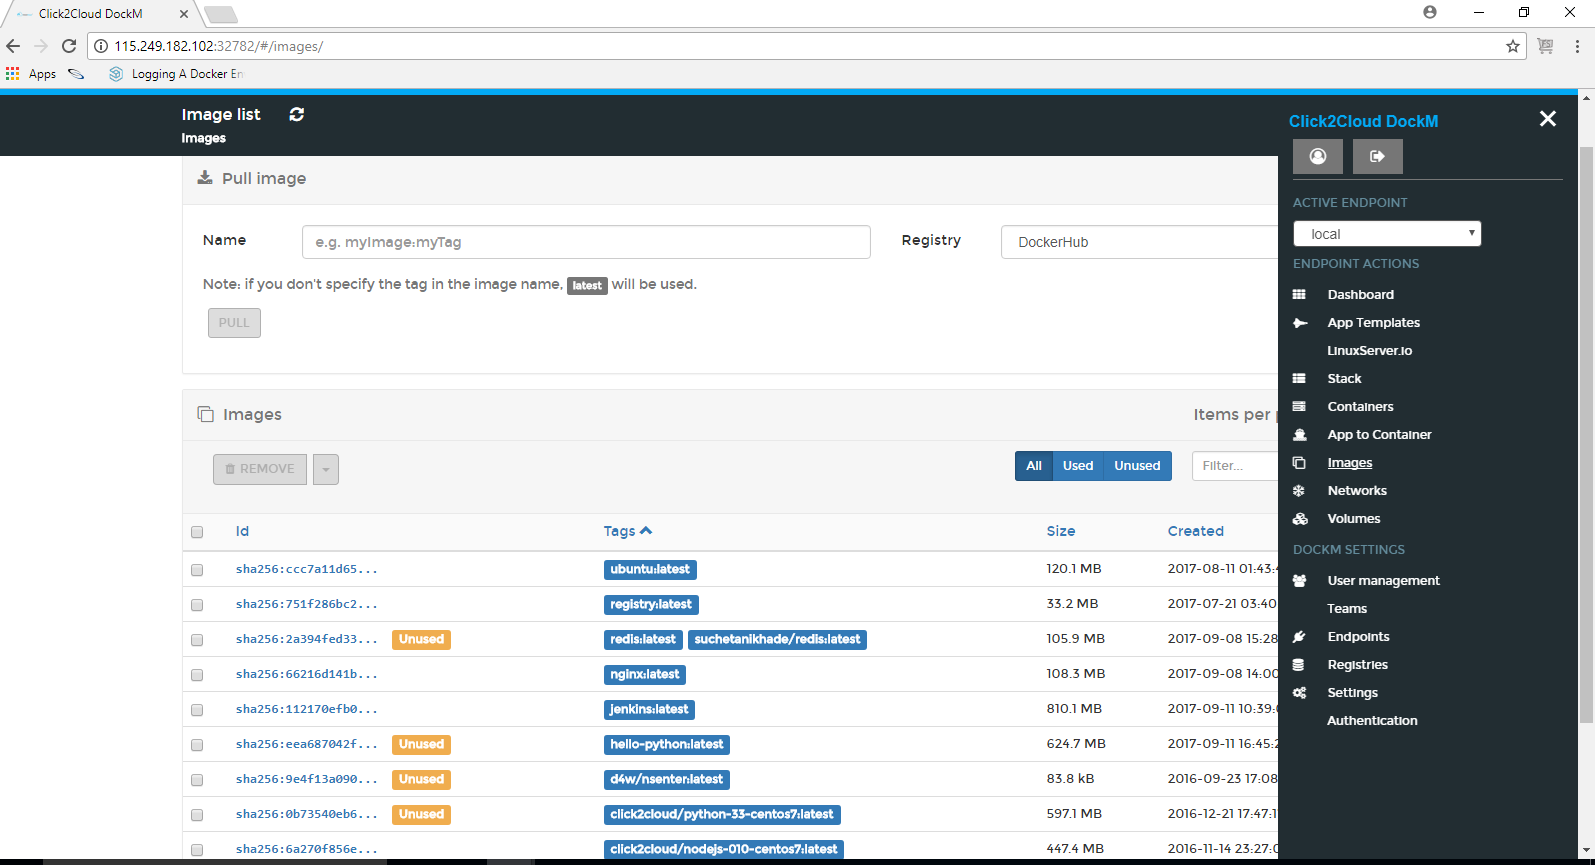 Click2Cloud DockM
115.249.182.102:32782/#/images/
Apps
Logging A Docker En
Image list
Images
Pull image
Name
e.g. myImage:myTag
Registry
DockerHub
Note: if you don't specify the tag in the image name, latest will be used.
PULL
Images
Items per
REMOVE
All Used Unused
Filter...
Id Tags Size Created
sha256:ccc7a11d65... ubuntu:latest 120.1 MB 2017-08-11 01:43:4
sha256:751f286bc2... registry:latest 33.2 MB 2017-07-21 03:40
sha256:2a394fed33... Unused redis:latest suchetanikhade/redis:latest 105.9 MB 2017-09-08 15:28
sha256:66216d141b... nginx:latest 108.3 MB 2017-09-08 14:00
sha256:112170efb0... jenkins:latest 810.1 MB 2017-09-11 10:39:
sha256:eea687042f... Unused hello-python:latest 624.7 MB 2017-09-11 16:45:2
sha256:9e4f13a090... Unused d4w/nsenter:latest 83.8 kB 2016-09-23 17:08
sha256:0b73540eb6... Unused click2cloud/python-33-centos7:latest 597.1 MB 2016-12-21 17:47:1
sha256:6a270f856e... click2cloud/nodejs-010-centos7:latest 447.4 MB 2016-11-14 23:27:
Click2Cloud DockM
ACTIVE ENDPOINT
local
ENDPOINT ACTIONS
Dashboard
App Templates
LinuxServer.io
Stack
Containers
App to Container
Images
Networks
Volumes
DOCKM SETTINGS
User management
Teams
Endpoints
Registries
Settings
Authentication